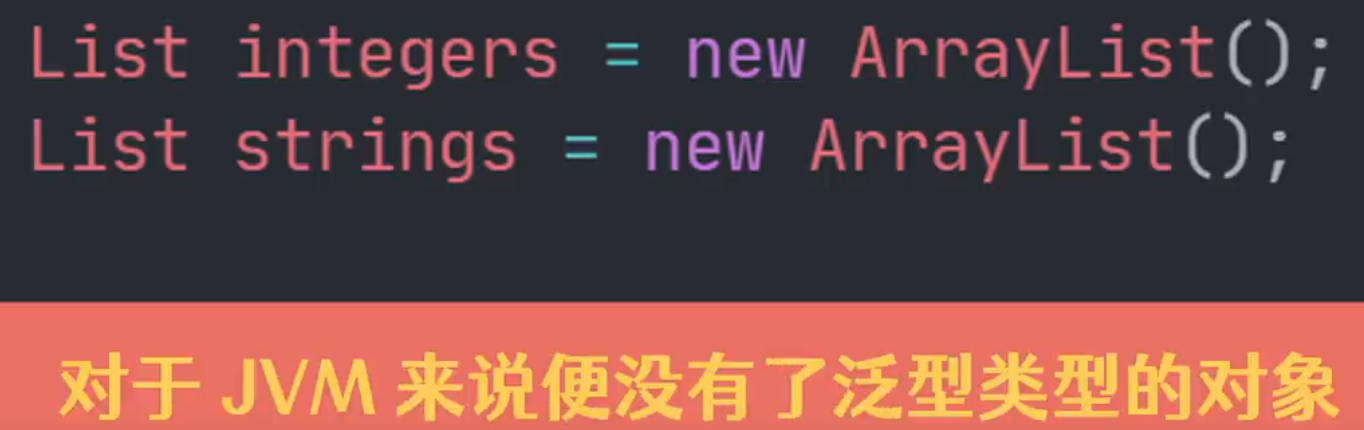 List integers = new ArrayList();
List strings = new ArrayList();
对于 JVM 来说便没有了泛型类型的对象